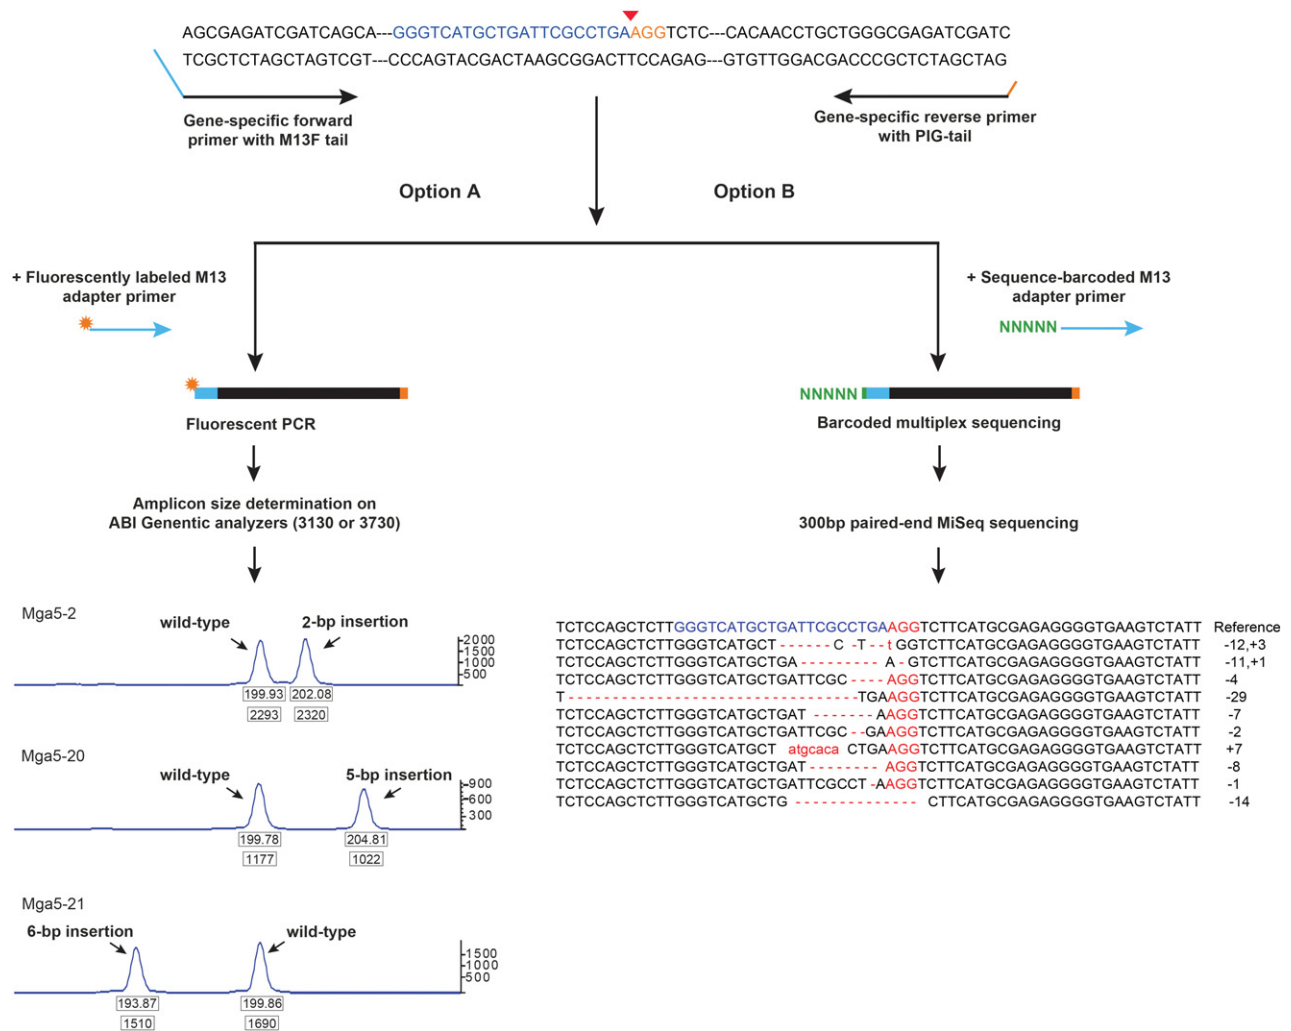 AGCGAGATCGATCAGCA---GGGTCATGCTGATTCGCCTGAAGGTCTC---CACAACCTGCTGGGCGAGATCGATC
TCGCTCTAGCTAGTCGT---CCCAGTACGACTAAGCGGACTTCCAGAG---GTGTTGGACGACCCGCTCTAGCTAG
Gene-specific forward
primer with M13F tail
Gene-specific reverse primer
with PIG-tail
Option A
Option B
+ Fluorescently labeled M13
adapter primer
+ Sequence-barcoded M13
adapter primer
NNNNN
NNNNN
Fluorescent PCR
Barcoded multiplex sequencing
Amplicon size determination on
ABI Genentic analyzers (3130 or 3730)
300bp paired-end MiSeq sequencing
Mga5-2
wild-type
2-bp insertion
2000
1500
1000
500
199.93
202.08
2293
2320
Mga5-20
wild-type
5-bp insertion
900
600
300
199.78
204.81
1177
1022
Mga5-21
6-bp insertion
wild-type
1500
1000
500
193.87
199.86
1510
1690
TCTCCAGCTCTTGGGTCATGCTGATTCGCCTGAAGGTCTTCATGCGAGAGGGGTGAAGTCTATT Reference
TCTCCAGCTCTTGGGTCATGCT ------ C -T-- t GGTCTTCATGCGAGAGGGGTGAAGTCTATT -12,+3
TCTCCAGCTCTTGGGTCATGCTGA --------- A - GTCTTCATGCGAGAGGGGTGAAGTCTATT -11,+1
TCTCCAGCTCTTGGGTCATGCTGATTCGC ---- AGGTCTTCATGCGAGAGGGGTGAAGTCTATT -4
T-----------------------------TGAAGGTCTTCATGCGAGAGGGGTGAAGTCTATT -29
TCTCCAGCTCTTGGGTCATGCTGAT ------- AAGGTCTTCATGCGAGAGGGGTGAAGTCTATT -7
TCTCCAGCTCTTGGGTCATGCTGATTCGC --GAAGGTCTTCATGCGAGAGGGGTGAAGTCTATT -2
TCTCCAGCTCTTGGGTCATGCT atgcaca CTGAAGGTCTTCATGCGAGAGGGGTGAAGTCTATT +7
TCTCCAGCTCTTGGGTCATGCTGAT-------- AGGTCTTCATGCGAGAGGGGTGAAGTCTATT -8
TCTCCAGCTCTTGGGTCATGCTGATTCGCCT -AAGGTCTTCATGCGAGAGGGGTGAAGTCTATT -1
TCTCCAGCTCTTGGGTCATGCTG -------------- CTTCATGCGAGAGGGGTGAAGTCTATT -14